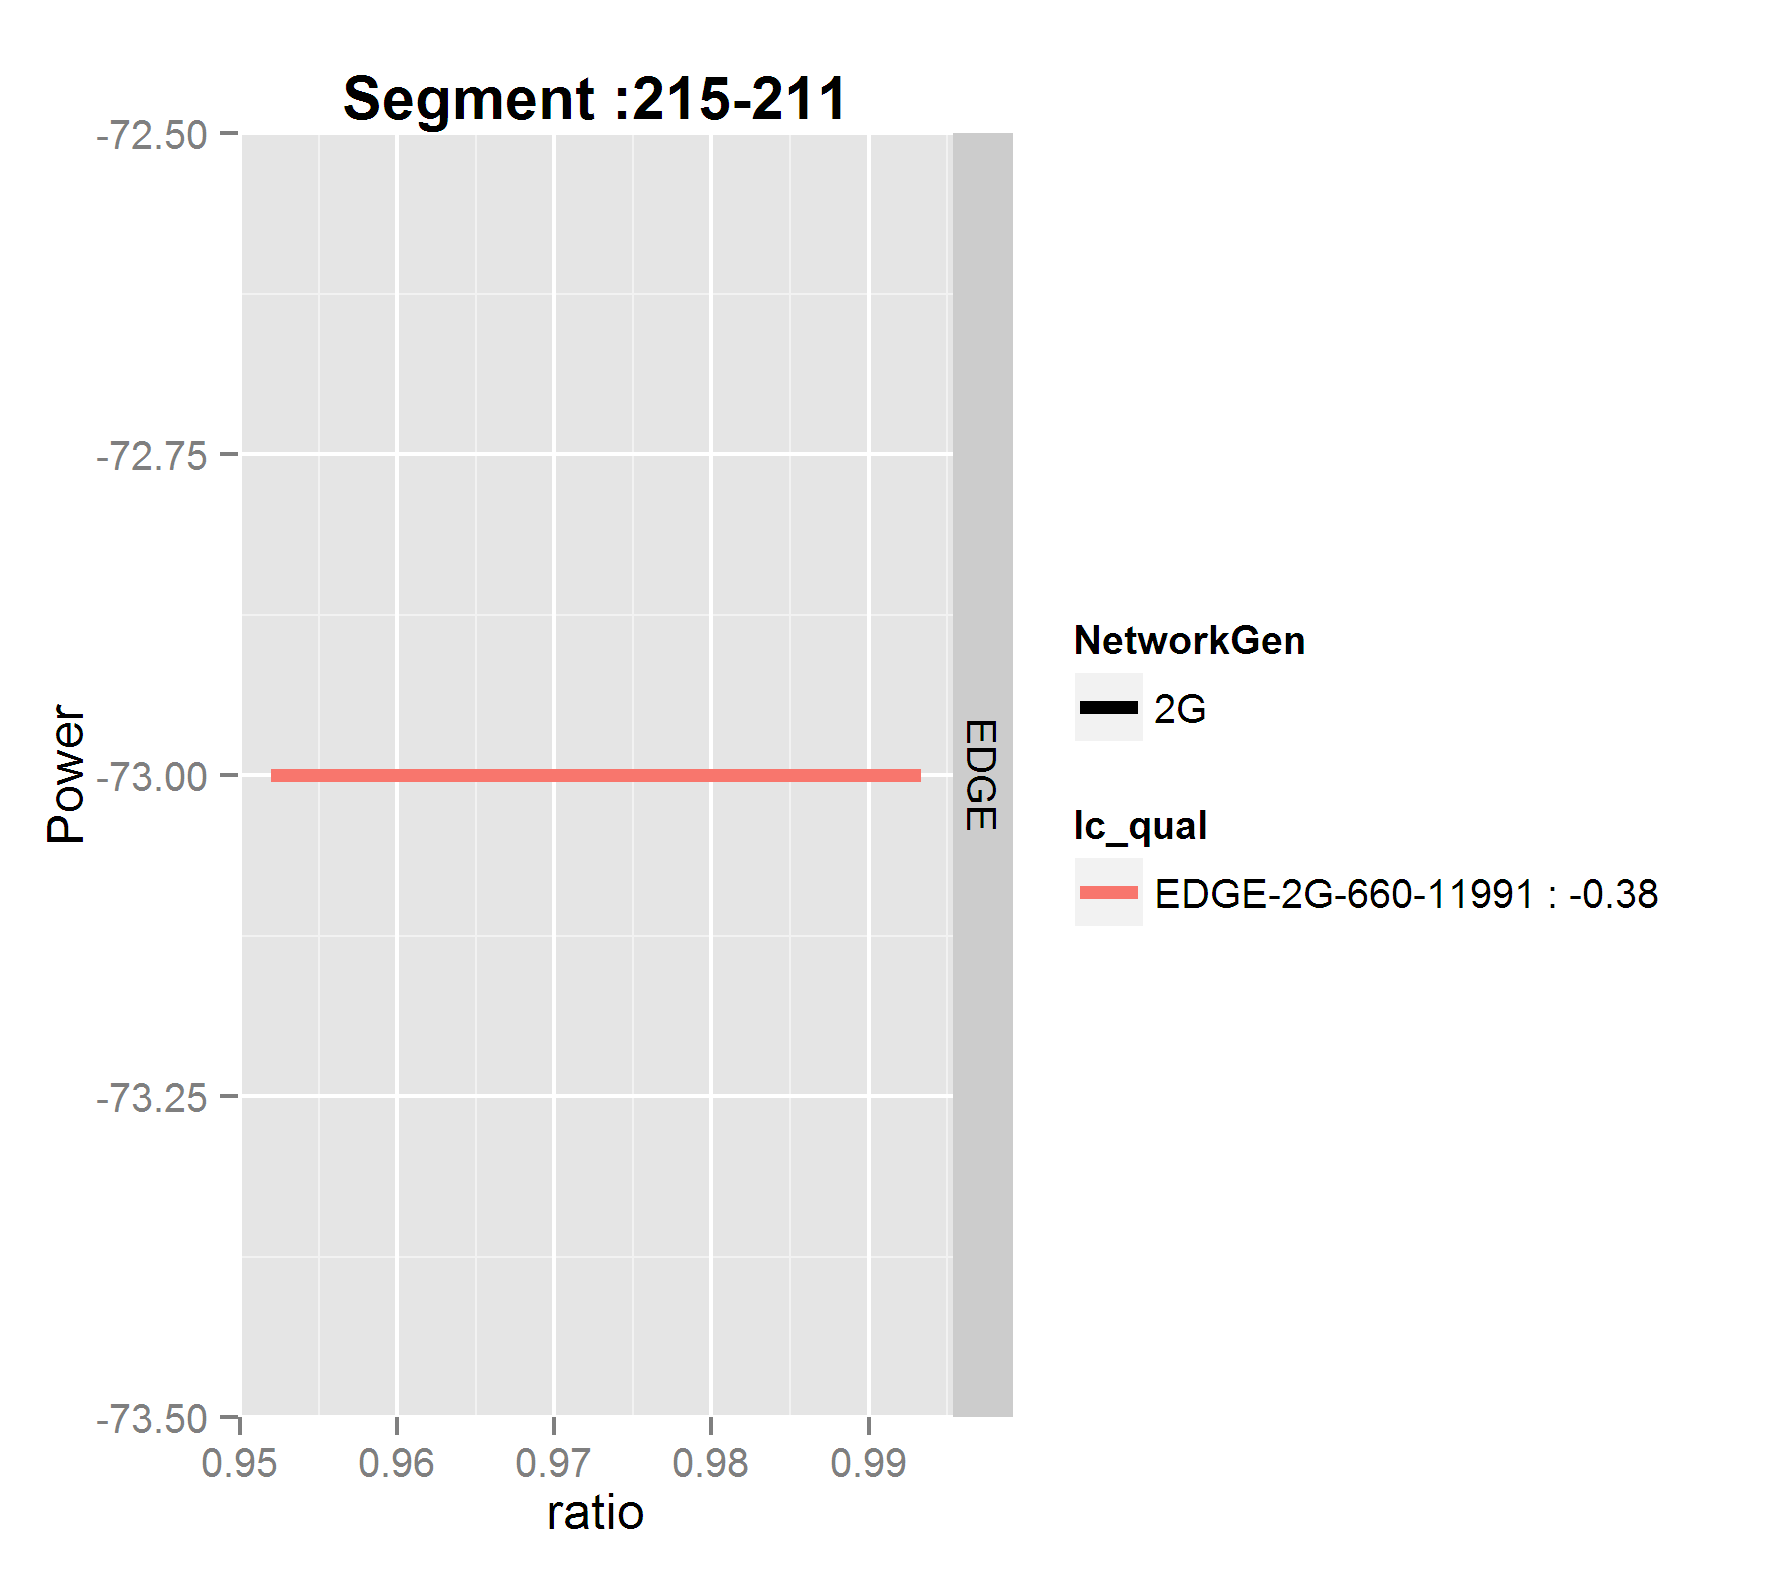 Segment :215-211
-72.50
-72.75
-73.00
-73.25
-73.50
Power
0.95 0.96 0.97 0.98 0.99
ratio
EDGE
NetworkGen
2G
lc_qual
EDGE-2G-660-11991 : -0.38